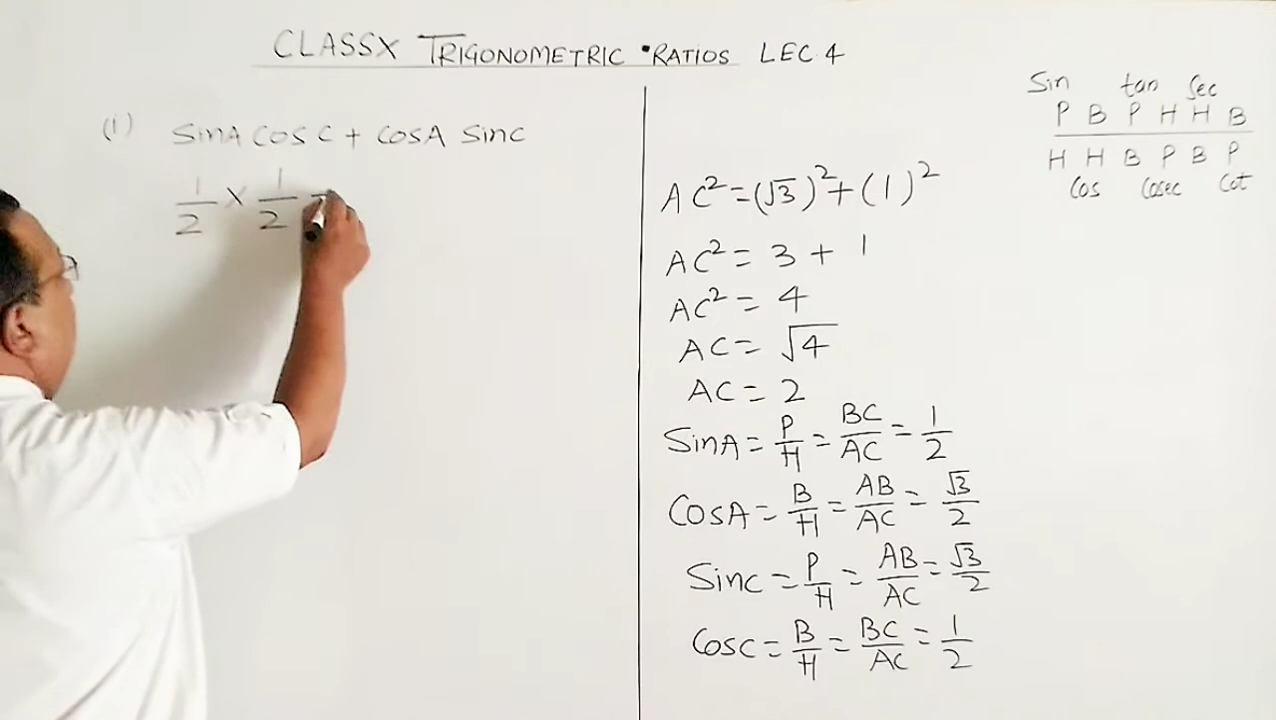 CLASSX TRIGONOMETRIC RATIOS LEC 4
(1) SinA COS C + COSA Sinc
1/2 × 1/2
AC² = (√3)² + (1)²
AC² = 3 + 1
AC² = 4
AC = √4
AC = 2
SinA = P/H = BC/AC = 1/2
COSA = B/H = AB/AC = √3/2
Sinc = P/H = AB/AC = √3/2
Cosc = B/H = BC/AC = 1/2
Sin tan Sec
P B P H H B
H H B P B P
Cos Cosec Cot